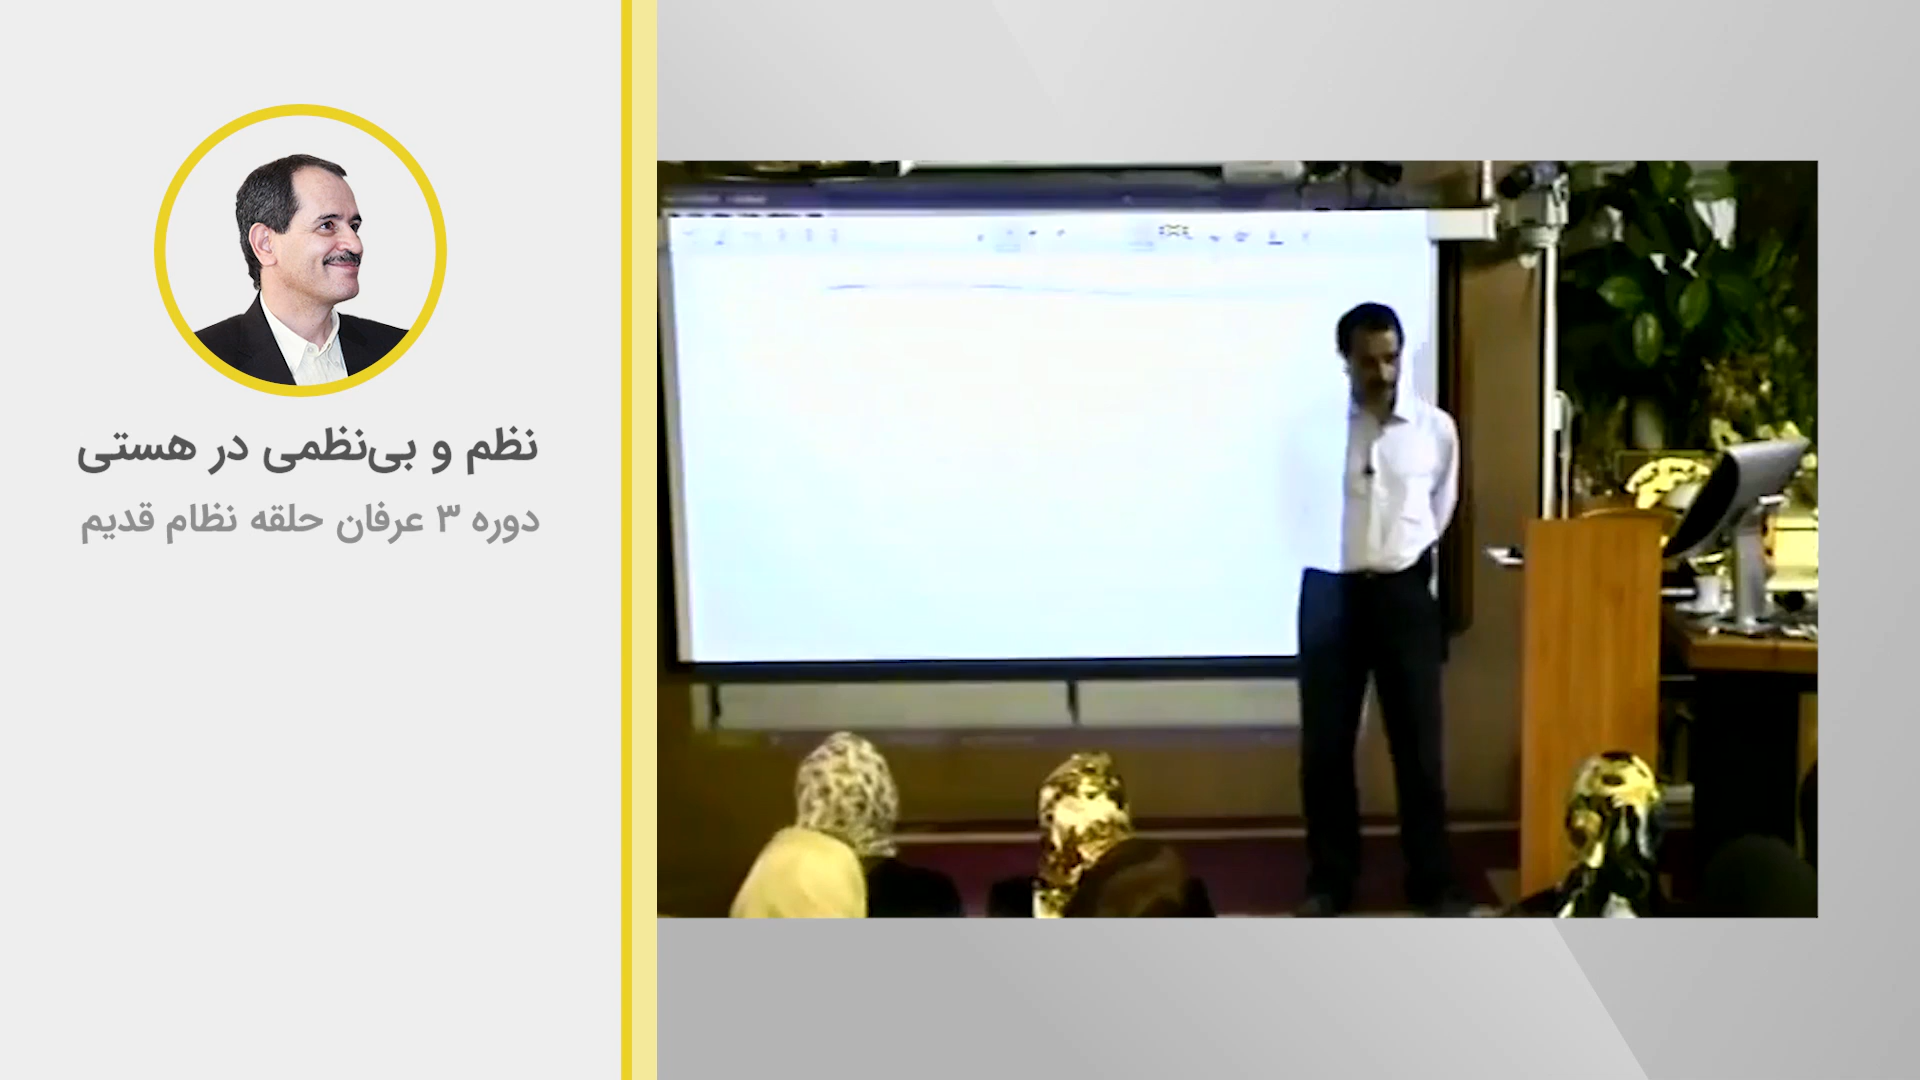 نظم و بی‌نظمی در هستی
دوره ۳ عرفان حلقه نظام قدیم